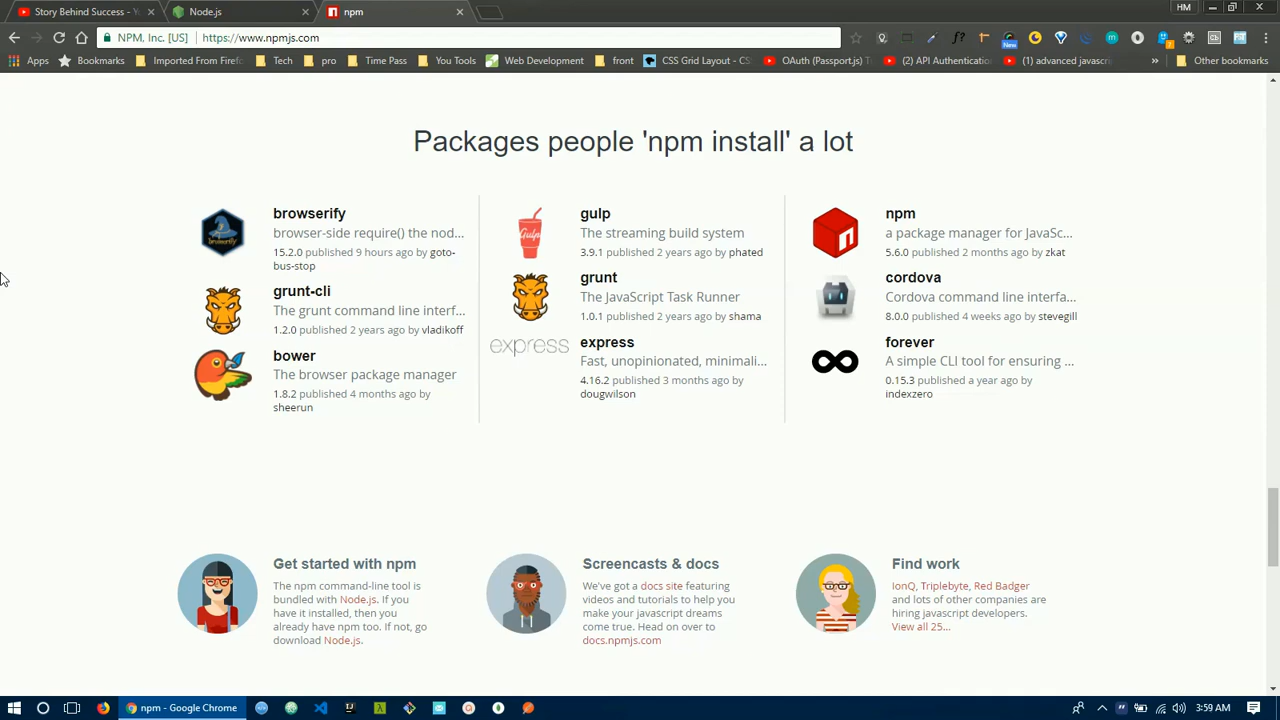 Story Behind Success - Y
Node.js
npm
HM
NPM, Inc. [US]
https://www.npmjs.com
f?
New
Apps
Bookmarks
Imported From Firef
Tech
pro
Time Pass
You Tools
Web Development
front
CSS Grid Layout - CS
OAuth (Passport.js) T
(2) API Authenticatio
(1) advanced javascri
»
Other bookmarks
Packages people 'npm install' a lot
browserify
browser-side require() the nod...
15.2.0 published 9 hours ago by goto-
bus-stop
grunt-cli
The grunt command line interf...
1.2.0 published 2 years ago by vladikoff
bower
The browser package manager
1.8.2 published 4 months ago by
sheerun
Gulp
gulp
The streaming build system
3.9.1 published 2 years ago by phated
grunt
The JavaScript Task Runner
1.0.1 published 2 years ago by shama
express
express
Fast, unopinionated, minimali...
4.16.2 published 3 months ago by
dougwilson
npm
a package manager for JavaSc...
5.6.0 published 2 months ago by zkat
cordova
Cordova command line interfa...
8.0.0 published 4 weeks ago by stevegill
forever
A simple CLI tool for ensuring ...
0.15.3 published a year ago by
indexzero
Get started with npm
The npm command-line tool is
bundled with Node.js. If you
have it installed, then you
already have npm too. If not, go
download Node.js.
Screencasts & docs
We've got a docs site featuring
videos and tutorials to help you
make your javascript dreams
come true. Head on over to
docs.npmjs.com
Find work
IonQ, Triplebyte, Red Badger
and lots of other companies are
hiring javascript developers.
View all 25...
npm - Google Chrome
3:59 AM